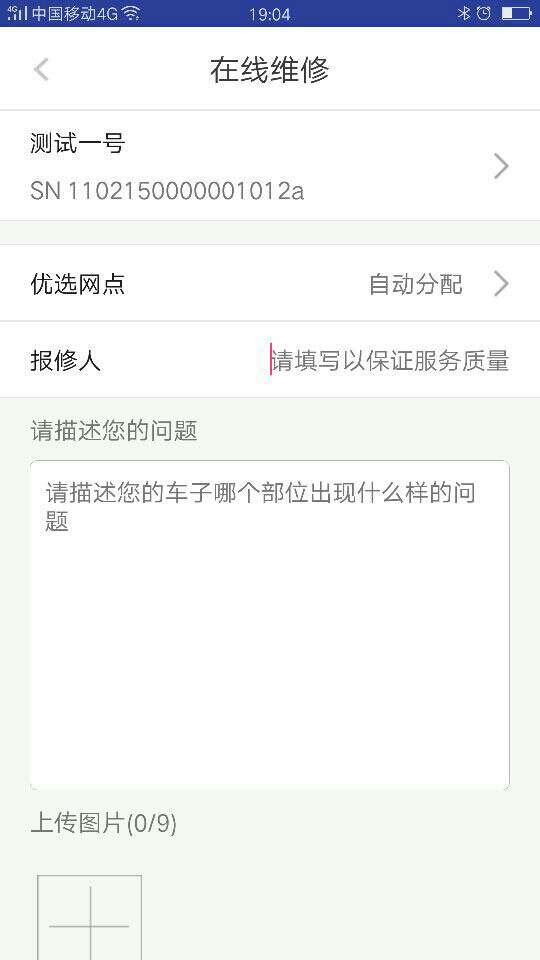 中国移动4G 19:04
在线维修
测试一号
SN 1102150000001012a
优选网点 自动分配
报修人 请填写以保证服务质量
请描述您的问题
请描述您的车子哪个部位出现什么样的问
题
上传图片(0/9)